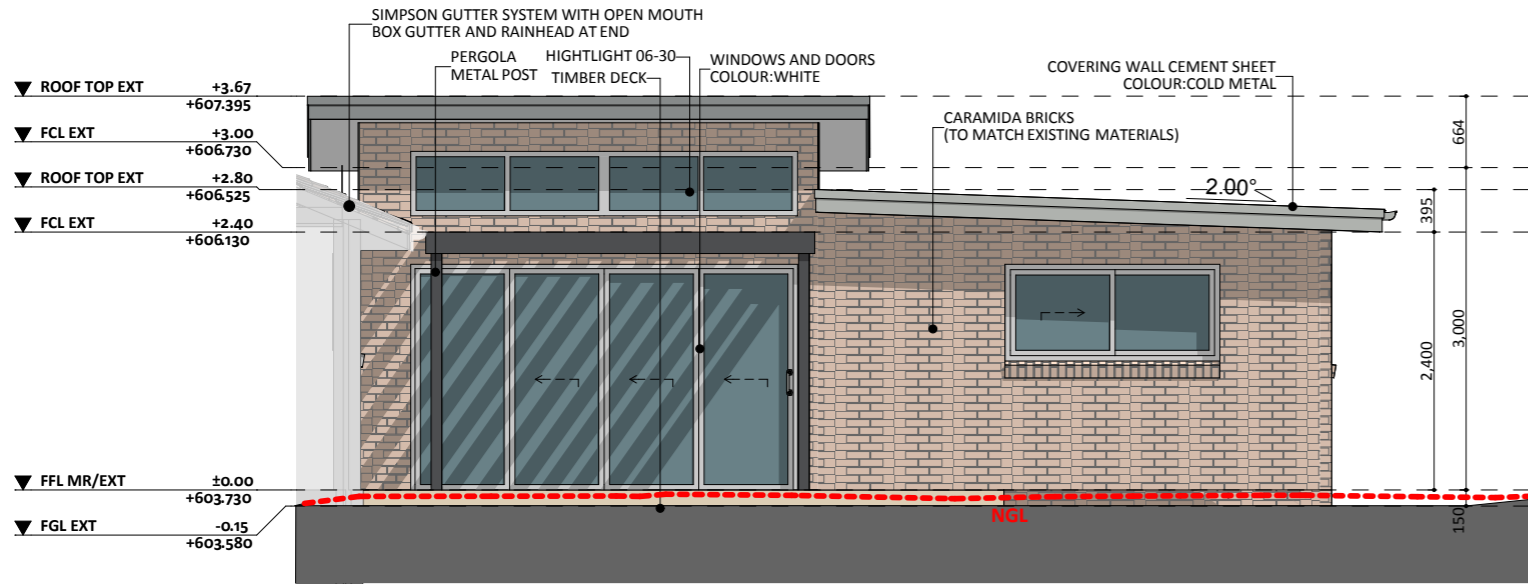 SIMPSON GUTTER SYSTEM WITH OPEN MOUTH
BOX GUTTER AND RAINHEAD AT END
PERGOLA
METAL POST
HIGHTLIGHT 06-30
TIMBER DECK
WINDOWS AND DOORS
COLOUR:WHITE
COVERING WALL CEMENT SHEET
COLOUR:COLD METAL
CARAMIDA BRICKS
(TO MATCH EXISTING MATERIALS)
ROOF TOP EXT +3.67
+607.395
FCL EXT +3.00
+606.730
ROOF TOP EXT +2.80
+606.525
FCL EXT +2.40
+606.130
FFL MR/EXT ±0.00
+603.730
FGL EXT -0.15
+603.580
2.00°
NGL
664
395
3,000
2,400
150